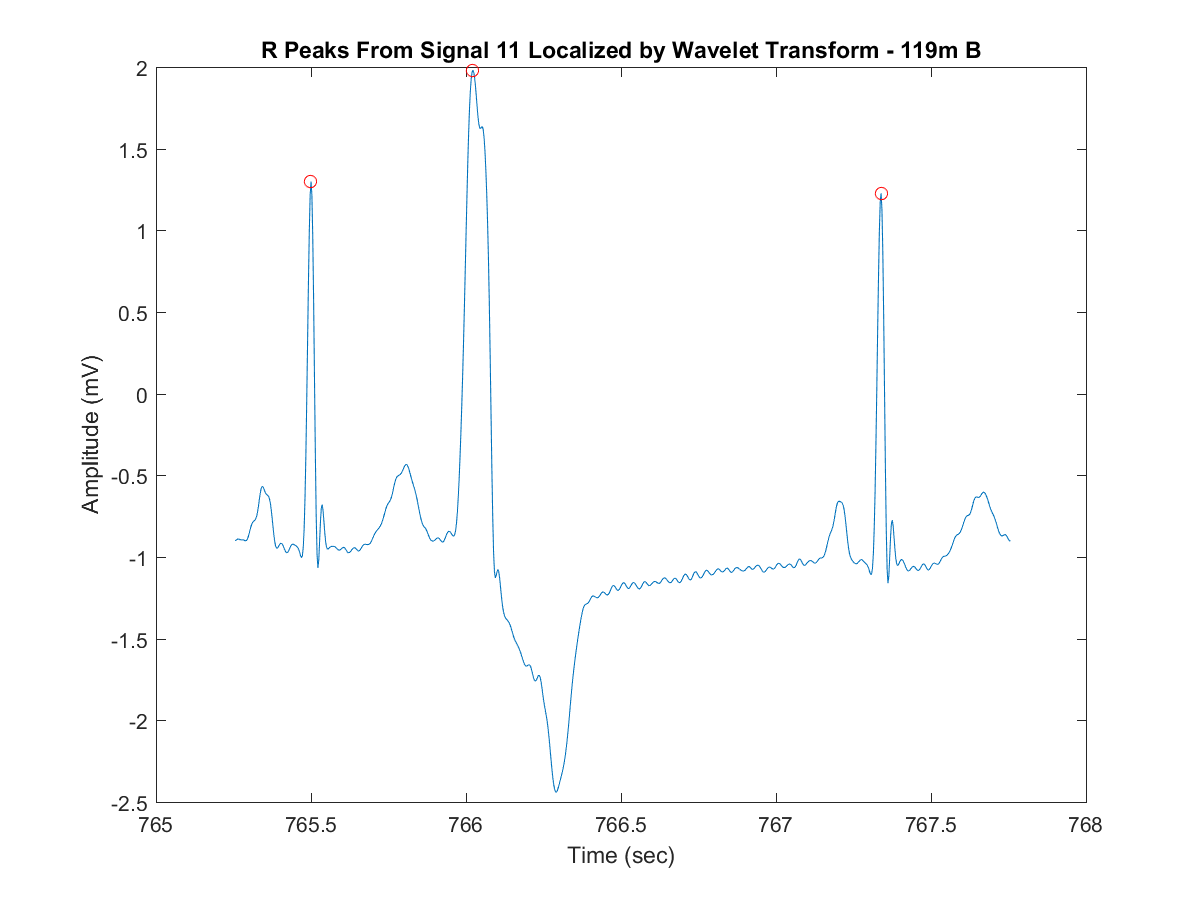 R Peaks From Signal 11 Localized by Wavelet Transform - 119m B
2
1.5
1
0.5
0
-0.5
-1
-1.5
-2
-2.5
Amplitude (mV)
765 765.5 766 766.5 767 767.5 768
Time (sec)